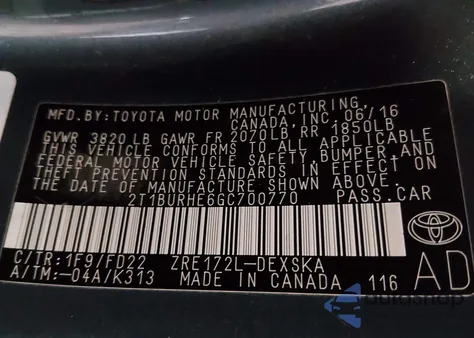 MFD.BY:TOYOTA MOTOR MANUFACTURING,
CANADA,INC. 06/16
GVWR 3820 LB GAWR FR 2070LB,RR 1850LB
THIS VEHICLE CONFORMS TO ALL APPLICABLE
FEDERAL MOTOR VEHICLE SAFETY,BUMPER,AND
THEFT PREVENTION STANDARDS IN EFFECT ON
THE DATE OF MANUFACTURE SHOWN ABOVE.
2T1BURHE6GC700770 PASS.CAR
C/TR:1F9/FD22 ZRE172L-DEXSKA AD
A/TM:-04A/K313 MADE IN CANADA 116
autosnap